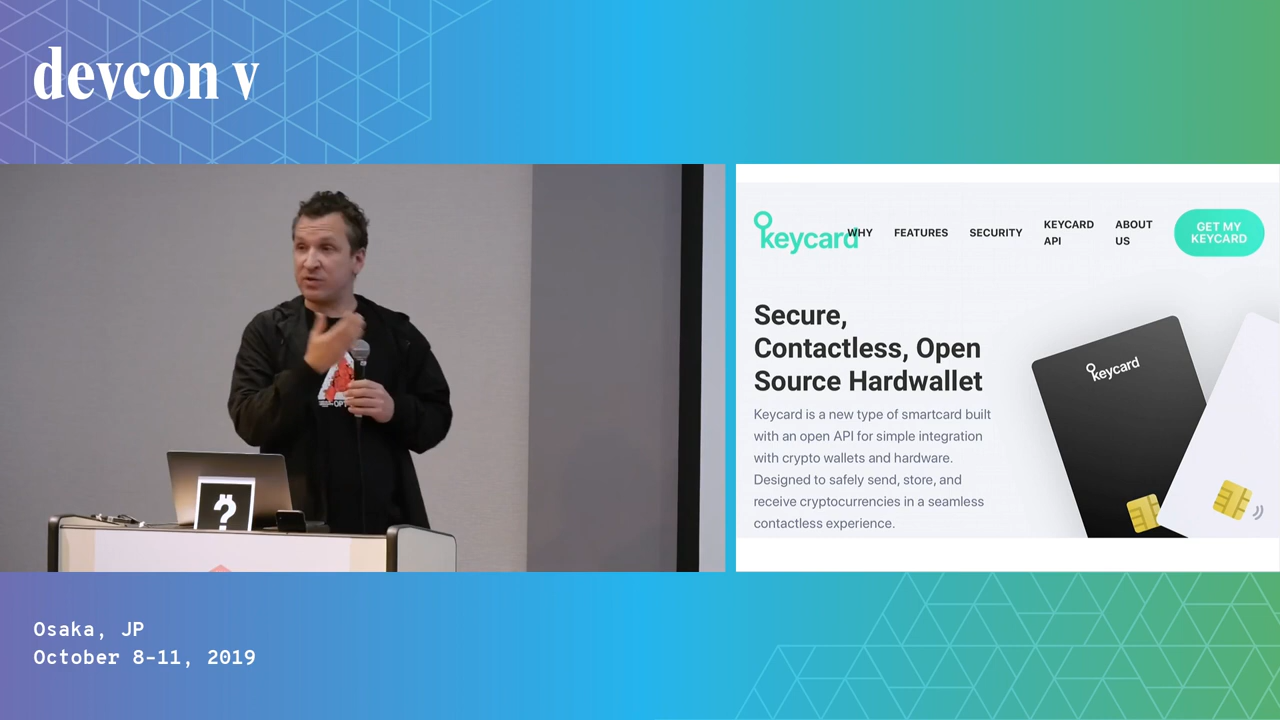 devcon v
keycard
WHY
FEATURES
SECURITY
KEYCARD
API
ABOUT
US
GET MY
KEYCARD
Secure,
Contactless, Open
Source Hardwallet
Keycard is a new type of smartcard built
with an open API for simple integration
with crypto wallets and hardware.
Designed to safely send, store, and
receive cryptocurrencies in a seamless
contactless experience.
keycard
?
Osaka, JP
October 8-11, 2019